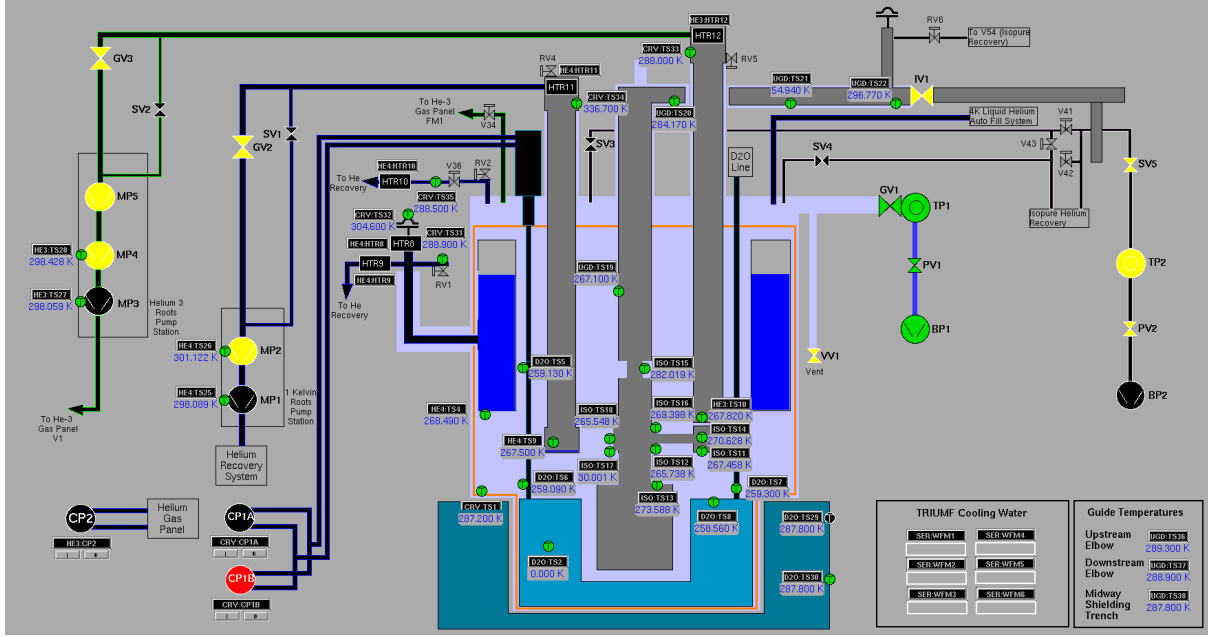 HE3:HTR12
HTR12
CRV:TS33
288.000 K
RV5
RV6
To V54 (Isopure
Recovery)
GV3
SV2
RV4
HE4:HTR11
HTR11
CRV:TS34
336.700 K
UGD:TS20
284.170 K
UGD:TS21
54.940 K
UGD:TS22
296.770 K
IV1
To He-3
Gas Panel
FM1
V34
4K Liquid Helium
Auto Fill System
V41
V43
V42
SV1
GV2
SV3
SV4
SV5
D2O
Line
HE4:HTR10
To He
Recovery
HTR10
V36
RV2
CRV:TS35
288.500 K
CRV:TS32
304.600 K
CRV:TS31
288.900 K
HE4:HTR8
HTR8
HTR9
HE4:HTR9
RV1
To He
Recovery
MP5
HE3:TS28
298.428 K
MP4
HE3:TS27
298.059 K
MP3
Helium 3
Roots
Pump
Station
GV1
TP1
Isopure Helium
Recovery
PV1
BP1
TP2
PV2
BP2
VV1
Vent
UGD:TS19
267.100 K
HE4:TS26
301.122 K
MP2
HE4:TS25
298.089 K
MP1
1 Kelvin
Roots
Pump
Station
To He-3
Gas Panel
V1
Helium
Recovery
System
D2O:TS5
259.130 K
ISO:TS15
282.019 K
HE4:TS4
268.490 K
ISO:TS18
265.548 K
ISO:TS16
269.398 K
HE3:TS10
267.820 K
HE4:TS9
267.500 K
ISO:TS14
270.628 K
ISO:TS17
30.001 K
ISO:TS12
265.738 K
ISO:TS11
267.458 K
D2O:TS6
259.090 K
ISO:TS13
273.588 K
D2O:TS7
259.300 K
CRY:TS1
287.200 K
D2O:TS8
258.560 K
D2O:TS29
287.800 K
D2O:TS2
0.000 K
D2O:TS30
287.800 K
CP2
Helium
Gas
Panel
HE3:CP2
CP1A
CRV:CP1A
CP1B
CRV:CP1B
TRIUMF Cooling Water
SER:WFM1
SER:WFM4
SER:WFM2
SER:WFM5
SER:WFM3
SER:WFM6
Guide Temperatures
Upstream
Elbow
UGD:TS36
289.300 K
Downstream
Elbow
UGD:TS37
288.900 K
Midway
Shielding
Trench
UGD:TS38
287.800 K